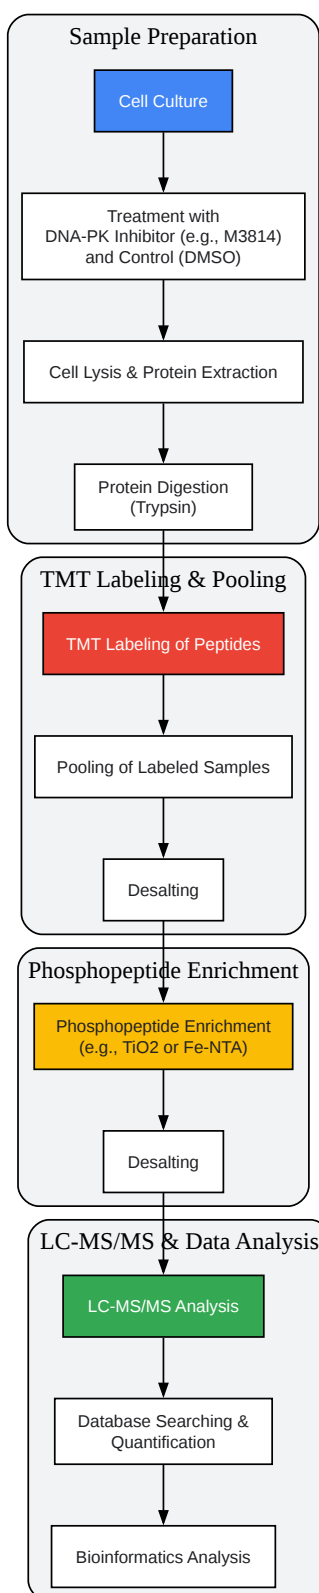 Sample Preparation
Cell Culture
Treatment with
DNA-PK Inhibitor (e.g., M3814)
and Control (DMSO)
Cell Lysis & Protein Extraction
Protein Digestion
(Trypsin)
TMT Labeling & Pooling
TMT Labeling of Peptides
Pooling of Labeled Samples
Desalting
Phosphopeptide Enrichment
Phosphopeptide Enrichment
(e.g., TiO2 or Fe-NTA)
Desalting
LC-MS/MS & Data Analysis
LC-MS/MS Analysis
Database Searching &
Quantification
Bioinformatics Analysis